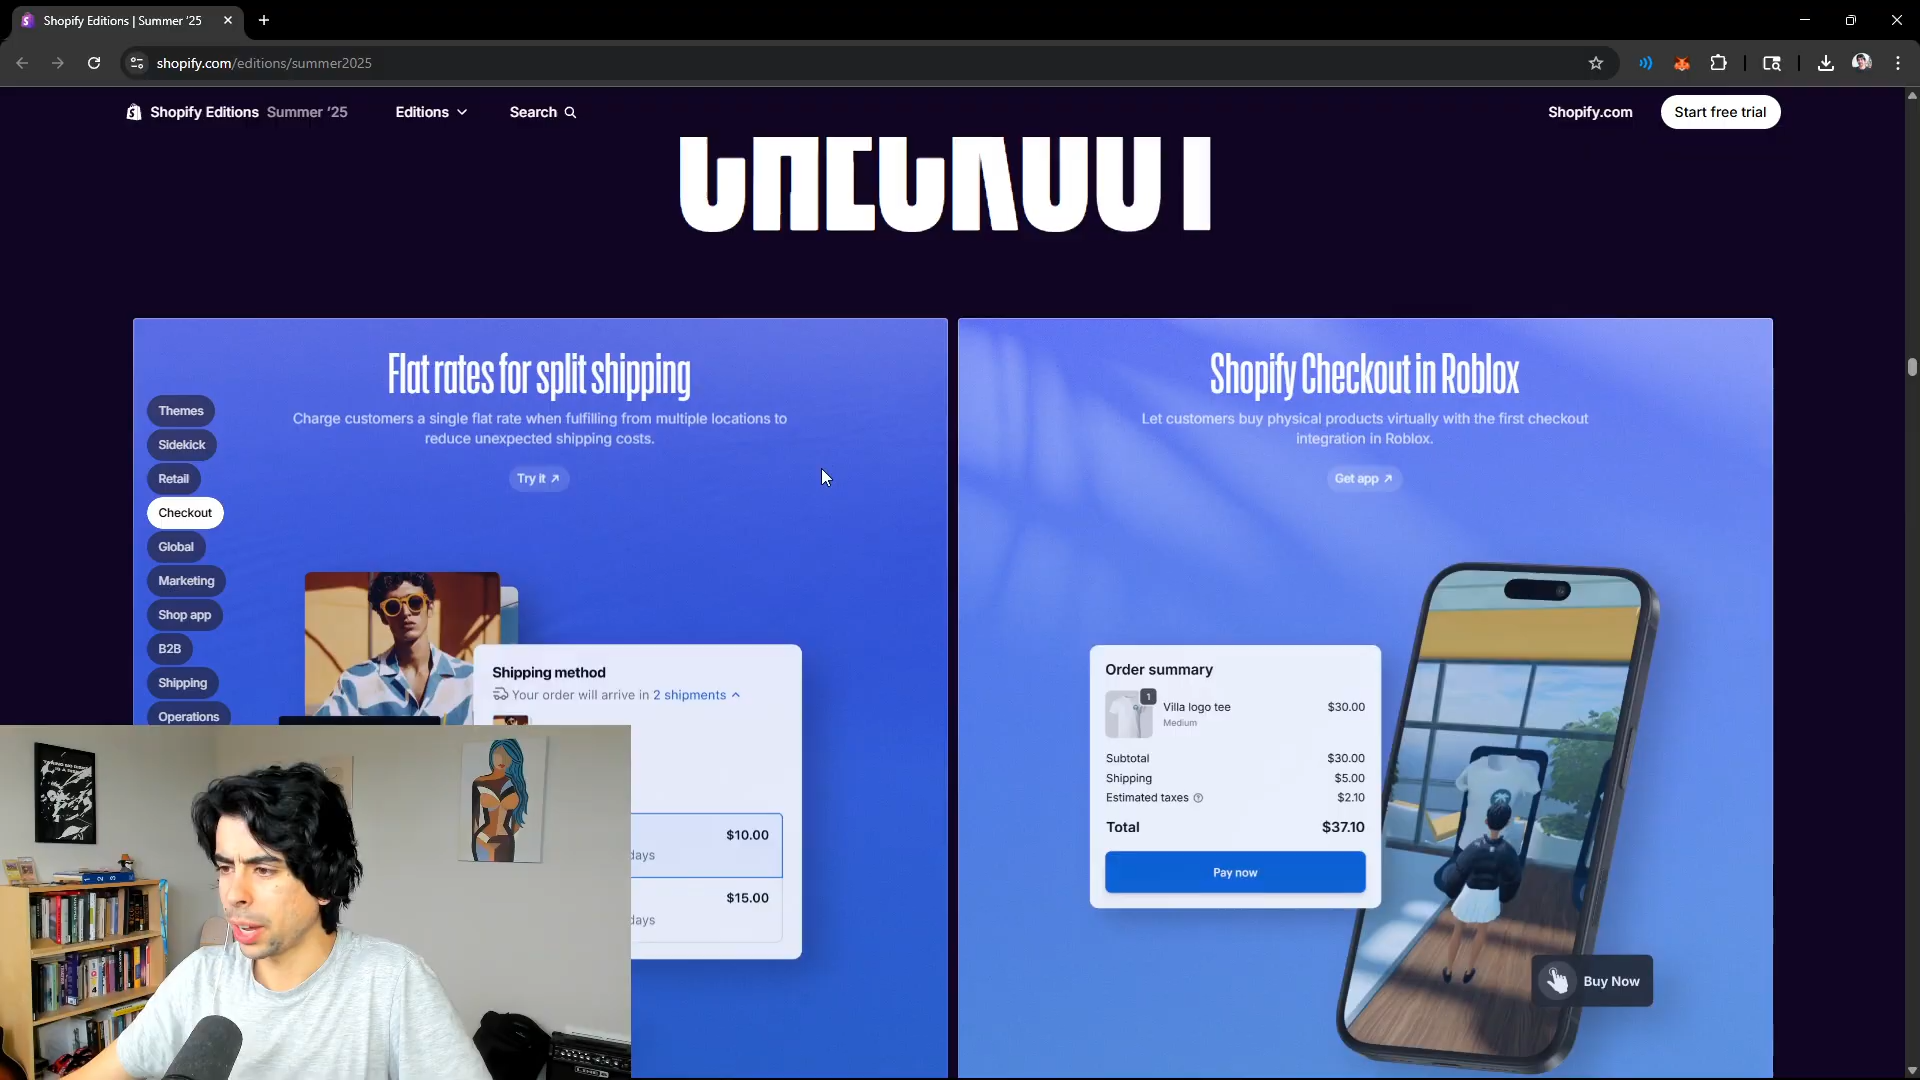 Shopify Editions | Summer '25
shopify.com/editions/summer2025
Shopify Editions Summer '25
Editions
Search
Shopify.com
Start free trial
CHECKOUT
Flat rates for split shipping
Charge customers a single flat rate when fulfilling from multiple locations to
reduce unexpected shipping costs.
Try it
Themes
Sidekick
Retail
Checkout
Global
Marketing
Shop app
B2B
Shipping
Operations
Shipping method
Your order will arrive in 2 shipments
$10.00
days
$15.00
days
Shopify Checkout in Roblox
Let customers buy physical products virtually with the first checkout
integration in Roblox.
Get app
Order summary
1
Villa logo tee
$30.00
Medium
Subtotal
$30.00
Shipping
$5.00
Estimated taxes
$2.10
Total
$37.10
Pay now
Buy Now